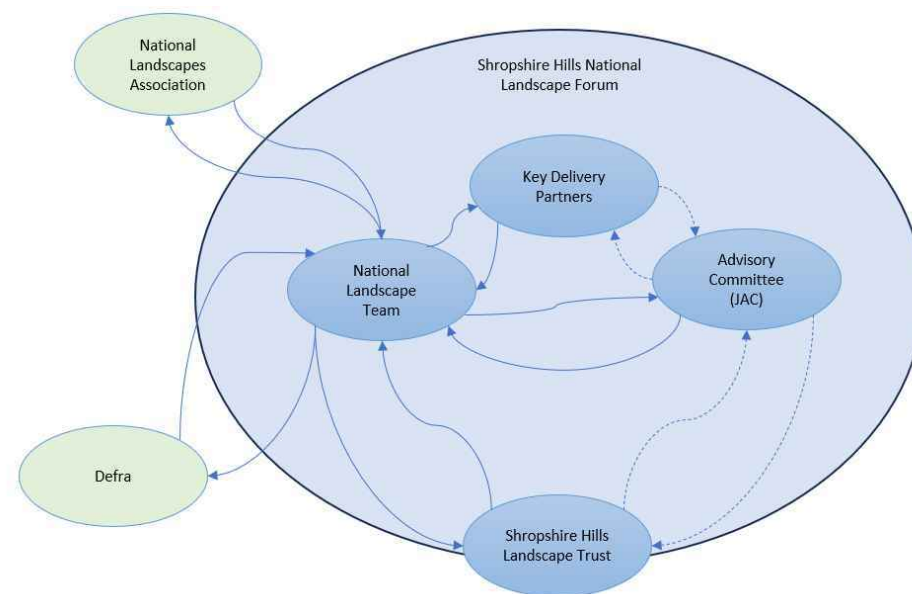 National
Landscapes
Association
Shropshire Hills National
Landscape Forum
Key Delivery
Partners
National
Landscape
Team
Advisory
Committee
(JAC)
Defra
Shropshire Hills
Landscape Trust